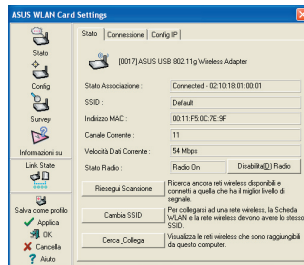 ASUS WLAN Card Settings
Stato
Config
Survey
Informazioni su
Link State
Salva come profilo
Applica
OK
Cancella
Aiuto
Stato Connessione Config IP
[0017] ASUS USB 802.11g Wireless Adapter
Stato Associazione : Connected - 02:10:18:01:00:01
SSID : Default
Indirizzo MAC : 00:11:F5:0C:7E:9F
Canale Corrente : 11
Velocità Dati Corrente : 54 Mbps
Stato Radio : Radio On Disabilita(D) Radio
Riesegui Scansione
Ricerca ancora reti wireless disponibili e
connetti a quella che ha il miglior livello di
segnale.
Cambia SSID
Per collegarsi ad una rete wireless, la Scheda
WLAN e la rete wireless devono avere lo stesso
SSID.
Cerca_Collega
Visualizza le reti wireless che sono raggiungibili
da questo computer.